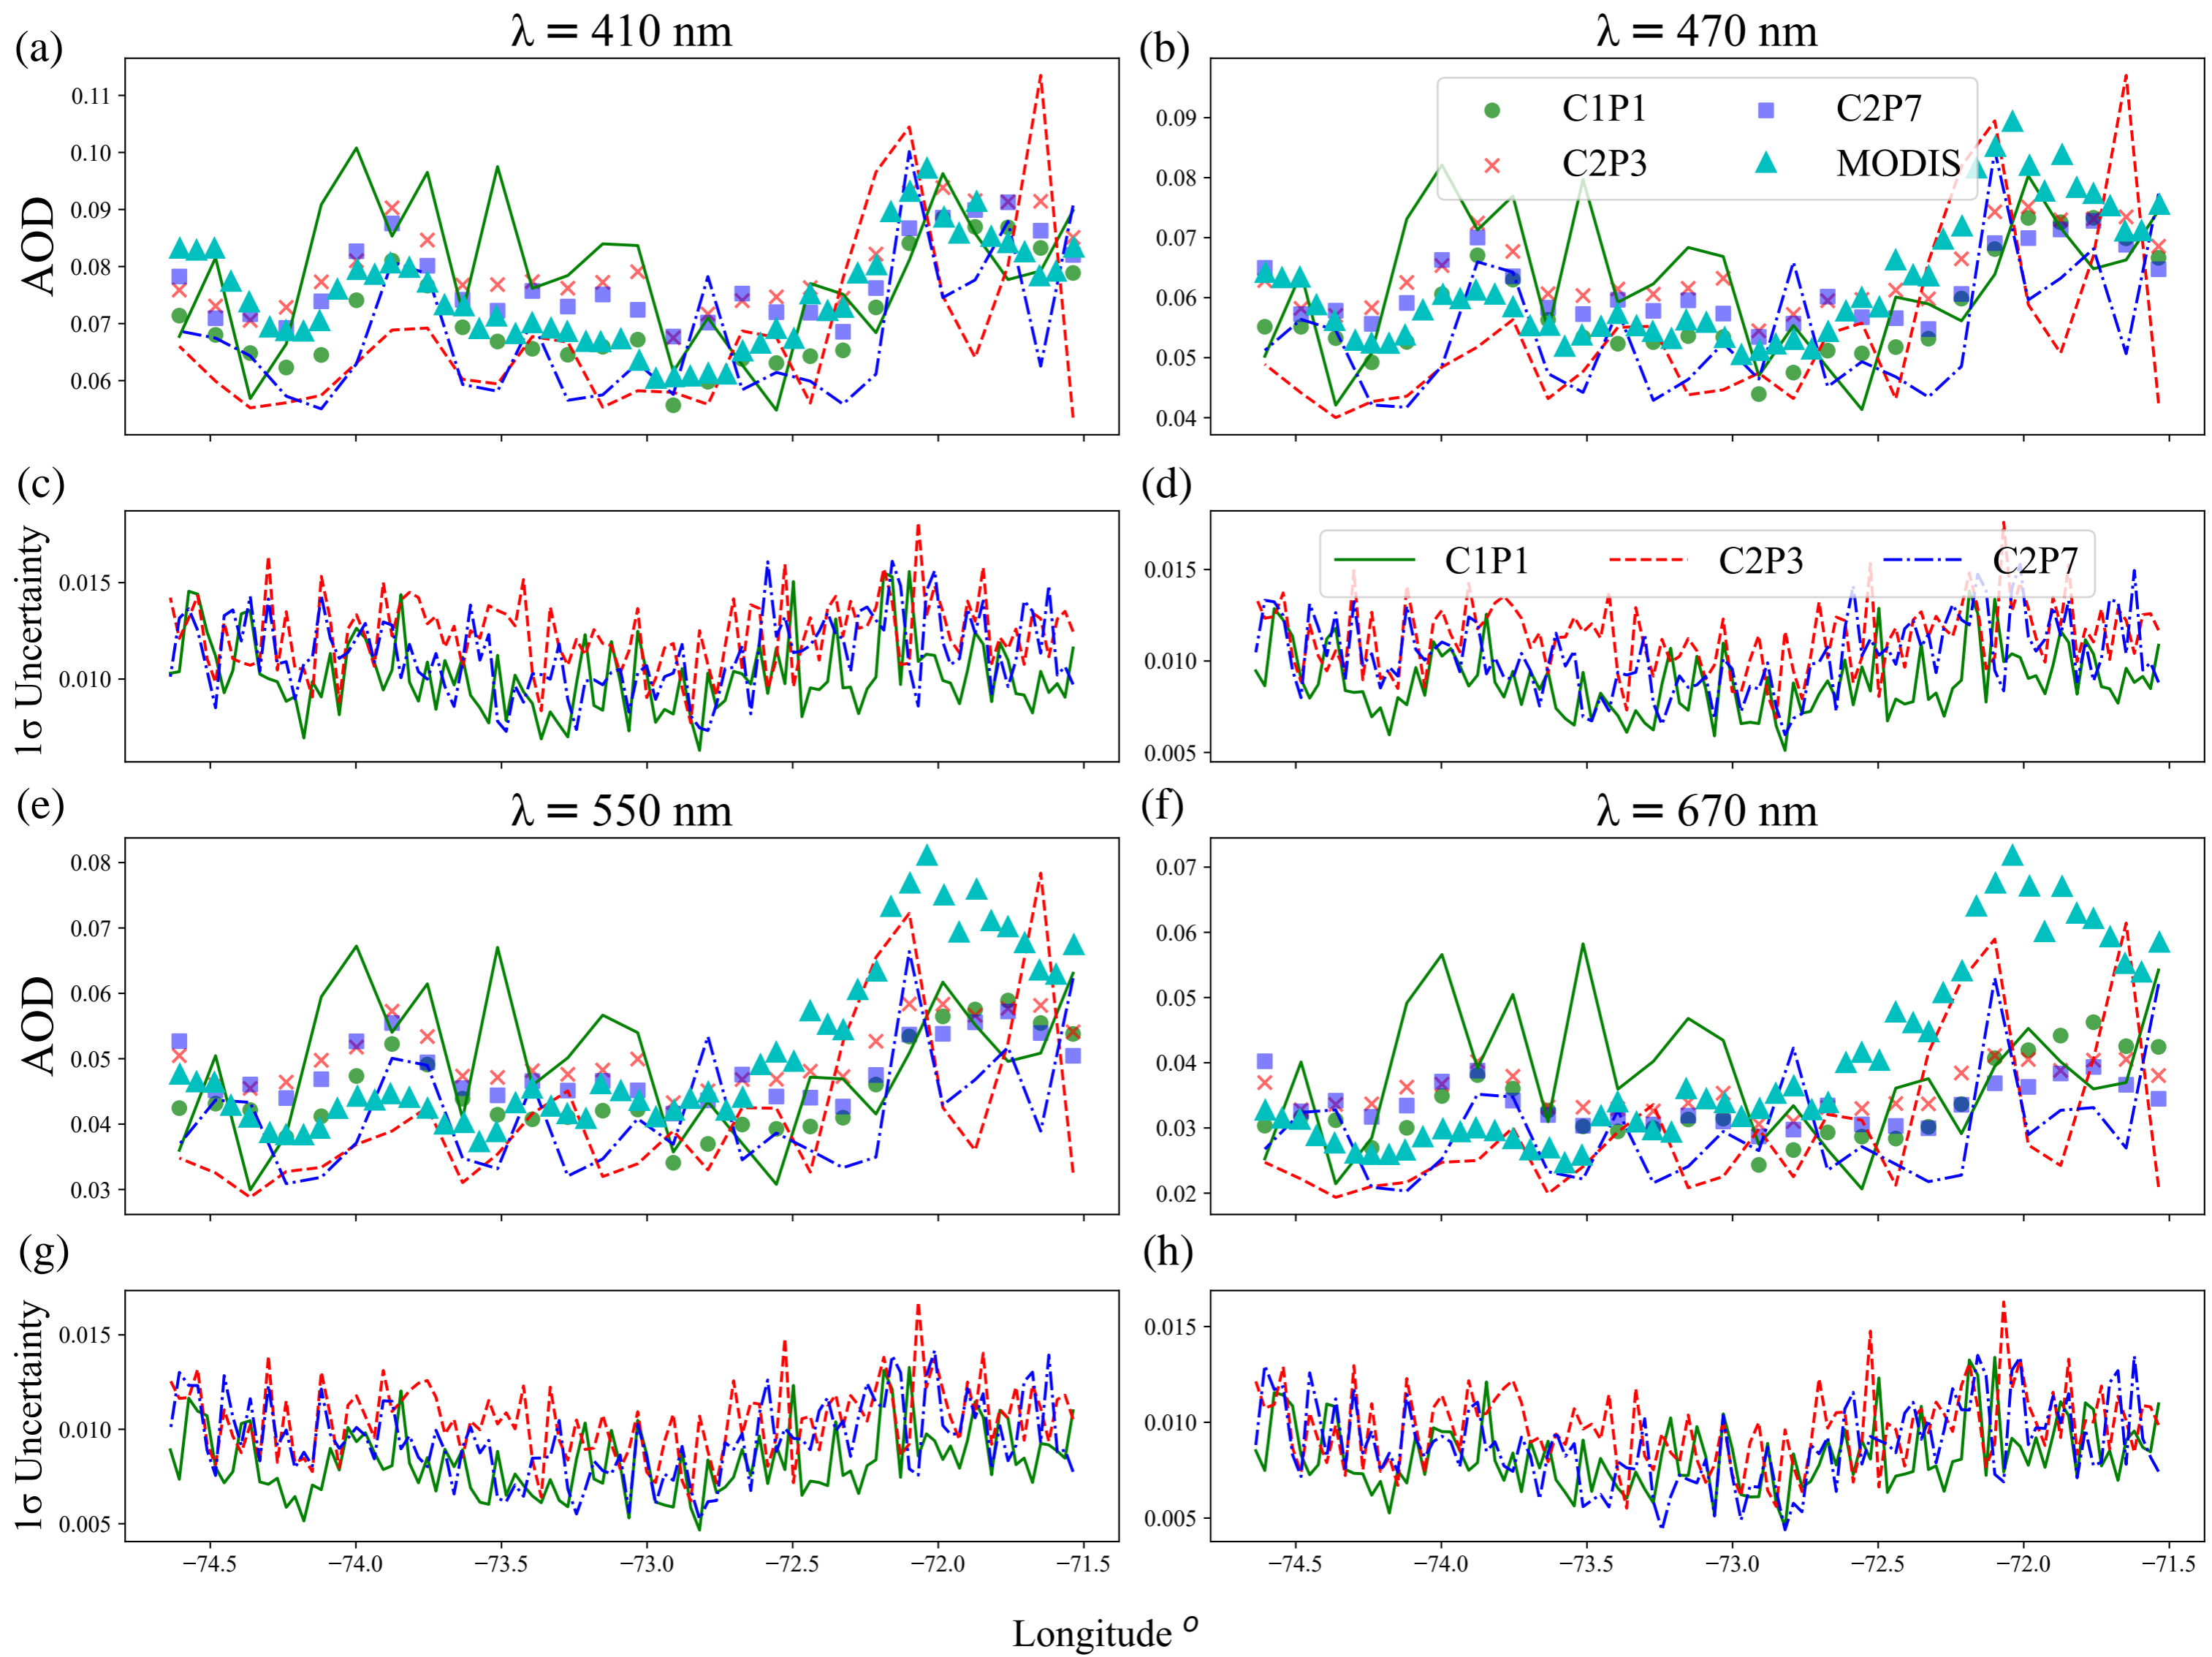 (a)
λ = 410 nm
AOD
0.11
0.10
0.09
0.08
0.07
0.06
(b)
λ = 470 nm
0.09
0.08
0.07
0.06
0.05
0.04
C1P1
C2P7
C2P3
MODIS
(c)
1σ Uncertainty
0.015
0.010
(d)
0.015
0.010
0.005
C1P1
C2P3
C2P7
(e)
λ = 550 nm
AOD
0.08
0.07
0.06
0.05
0.04
0.03
(f)
λ = 670 nm
0.07
0.06
0.05
0.04
0.03
0.02
(g)
1σ Uncertainty
0.015
0.010
0.005
−74.5 −74.0 −73.5 −73.0 −72.5 −72.0 −71.5
(h)
0.015
0.010
0.005
−74.5 −74.0 −73.5 −73.0 −72.5 −72.0 −71.5
Longitude o